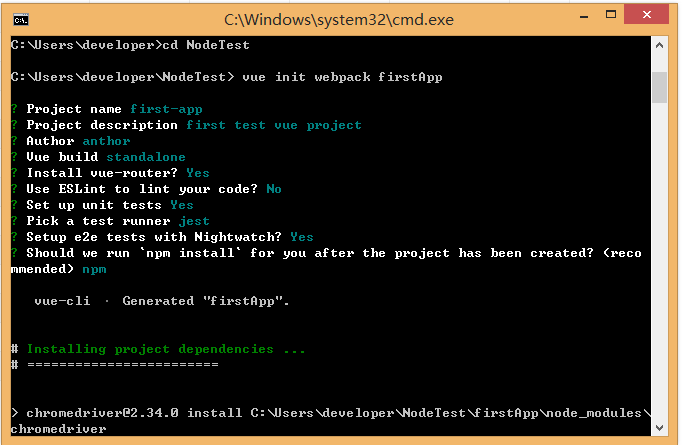 C:\Windows\system32\cmd.exe
C:\Users\developer>cd NodeTest
C:\Users\developer\NodeTest> vue init webpack firstApp
? Project name first-app
? Project description first test vue project
? Author anthor
? Vue build standalone
? Install vue-router? Yes
? Use ESLint to lint your code? No
? Set up unit tests Yes
? Pick a test runner jest
? Setup e2e tests with Nightwatch? Yes
? Should we run `npm install` for you after the project has been created? (reco
mmended) npm
vue-cli · Generated "firstApp".
# Installing project dependencies ...
# ========================
> chromedriver@2.34.0 install C:\Users\developer\NodeTest\firstApp\node_modules\
chromedriver